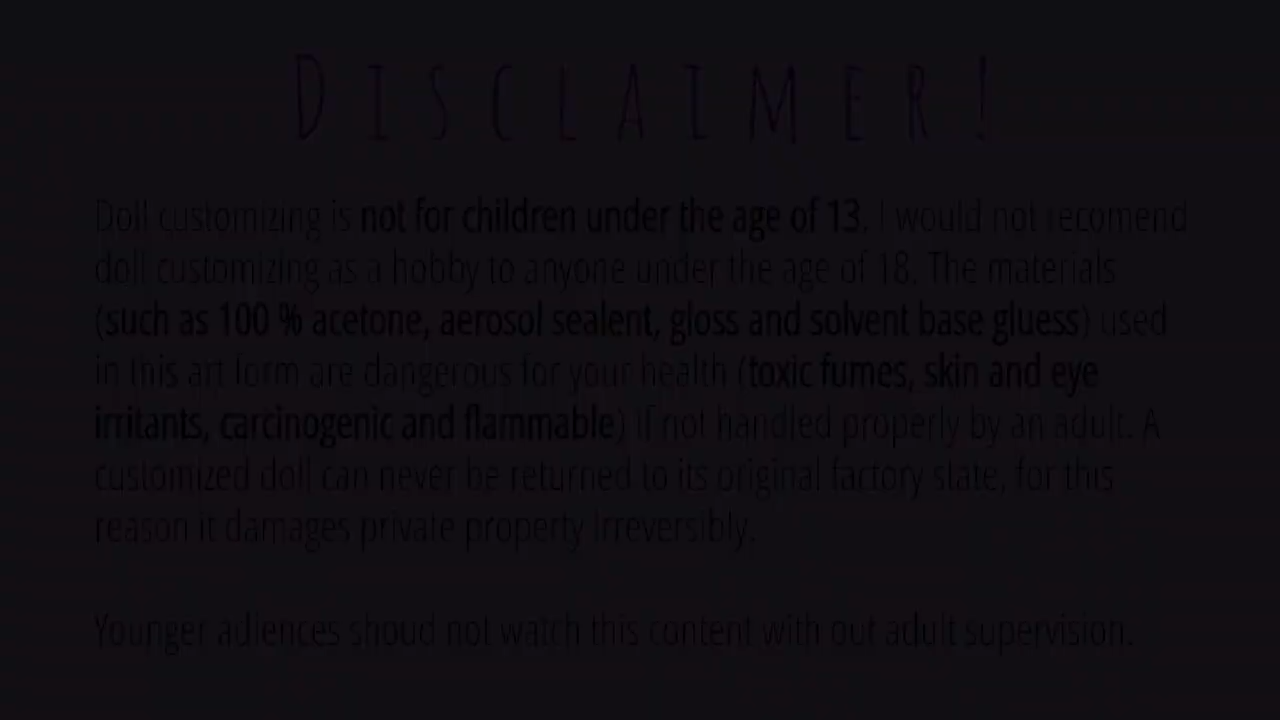 DISCLAIMER!
Doll customizing is not for children under the age of 13. I would not recomend
doll customizing as a hobby to anyone under the age of 18. The materials
(such as 100 % acetone, aerosol sealent, gloss and solvent base gluess) used
in this art form are dangerous for your health (toxic fumes, skin and eye
irritants, carcinogenic and flammable) if not handled properly by an adult. A
customized doll can never be returned to its original factory state, for this
reason it damages private property irreversibly.
Younger adiences shoud not watch this content with out adult supervision.